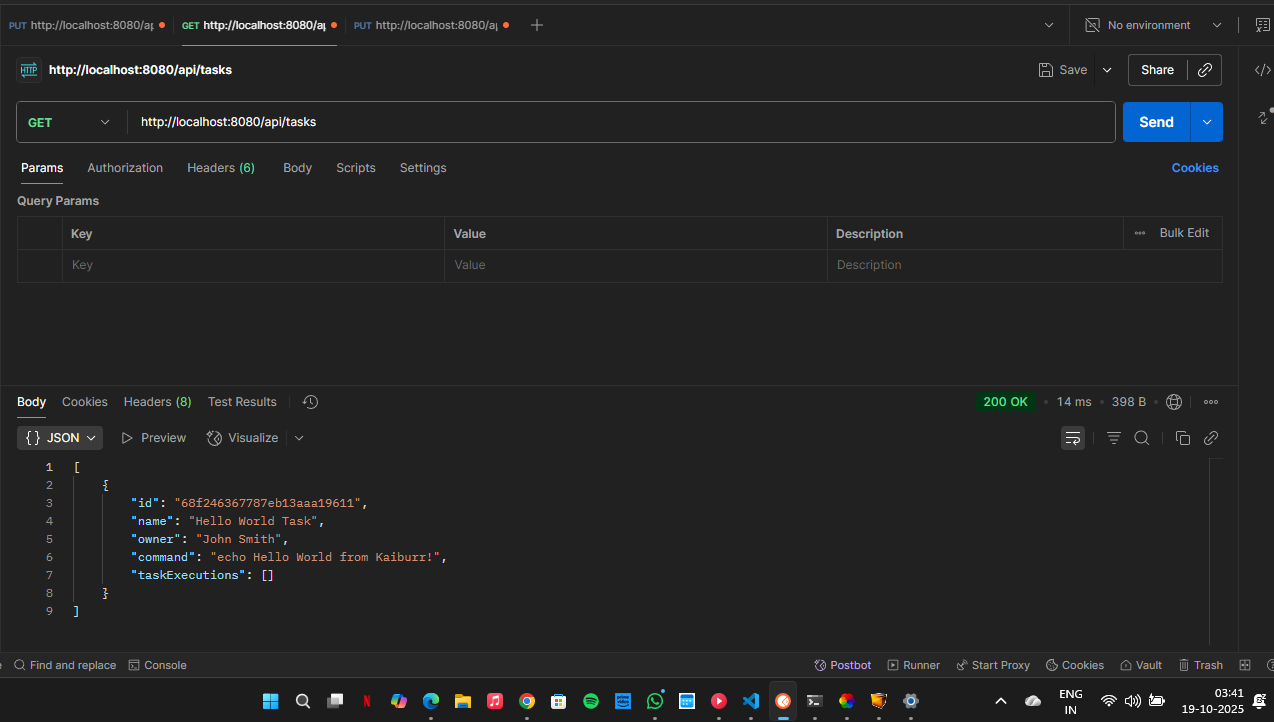 PUT http://localhost:8080/ap
GET http://localhost:8080/ap
PUT http://localhost:8080/ap
No environment
HTTP http://localhost:8080/api/tasks
Save
Share
GET http://localhost:8080/api/tasks
Send
Params Authorization Headers (6) Body Scripts Settings
Cookies
Query Params
Key Value Description Bulk Edit
Key Value Description
Body Cookies Headers (8) Test Results
200 OK • 14 ms • 398 B
{} JSON Preview Visualize
1 [
2 {
3 "id": "68f246367787eb13aaa19611",
4 "name": "Hello World Task",
5 "owner": "John Smith",
6 "command": "echo Hello World from Kaiburr!",
7 "taskExecutions": []
8 }
9 ]
Find and replace Console
Postbot Runner Start Proxy Cookies Vault Trash
ENG
IN
03:41
19-10-2025